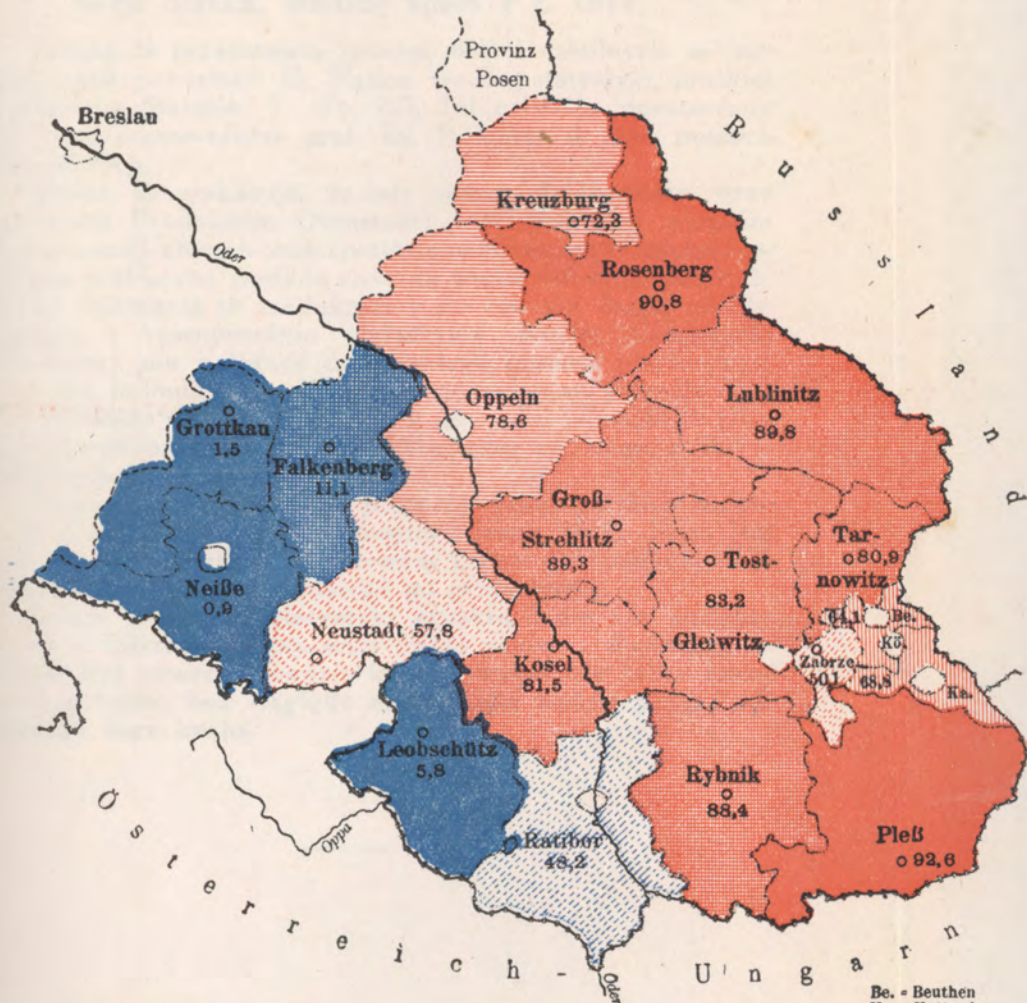 Provinz
Posen
Breslau
Russland
Oder
Kreuzburg
72,3
Rosenberg
90,8
Lublinitz
89,8
Oppeln
78,6
Grottkau
1,5
Falkenberg
11,1
Groß-
Strehlitz
89,3
Tost-
83,2
Gleiwitz
Tar-
80,9
nowitz
Neiße
0,9
Neustadt 57,8
64,1
Be.
Kö.
Zabrze
50,1
68,8
Ka.
Kosel
81,5
Leobschütz
5,8
Rybnik
88,4
Pleß
92,6
Ratibor
48,2
Oppa
Österreich-Ungarn
Oder
Be. = Beuthen